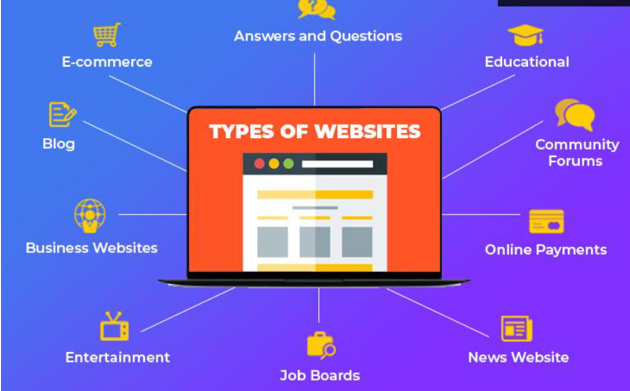 Answers and Questions
E-commerce
Educational
TYPES OF WEBSITES
Blog
Community
Forums
Business Websites
Online Payments
Entertainment
News Website
Job Boards